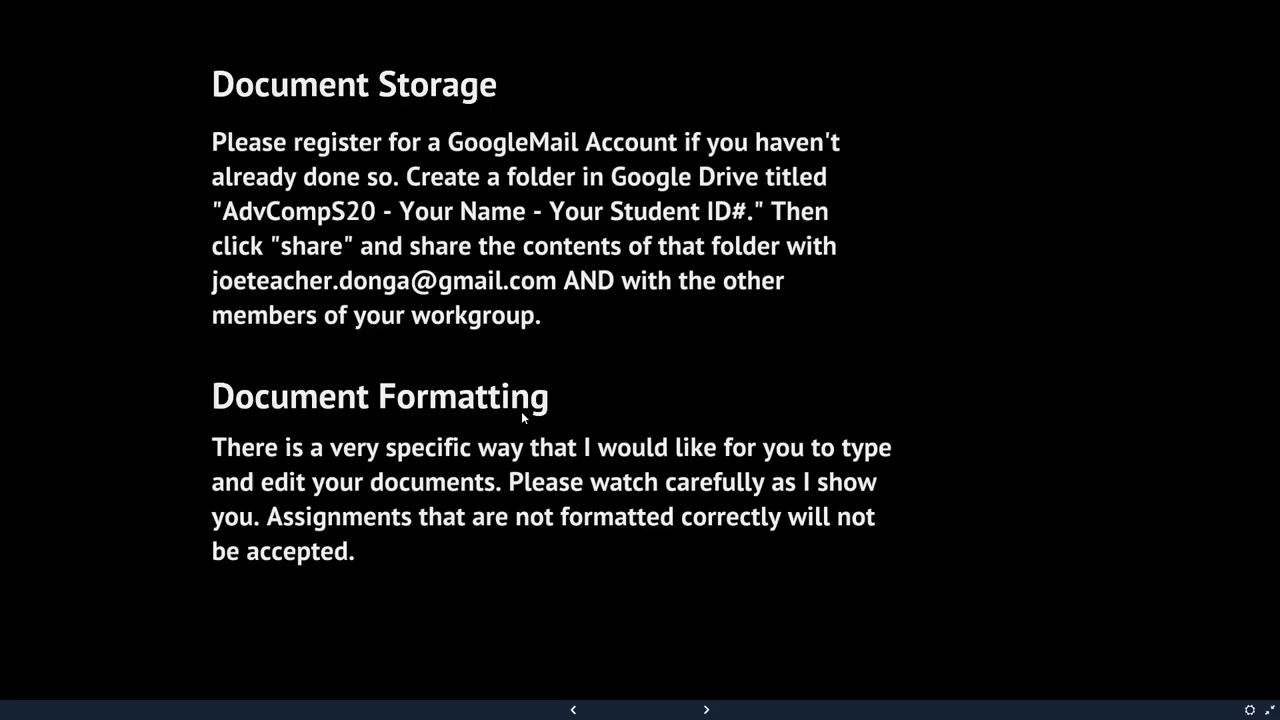 Document Storage
Please register for a GoogleMail Account if you haven't
already done so. Create a folder in Google Drive titled
"AdvCompS20 - Your Name - Your Student ID#." Then
click "share" and share the contents of that folder with
joeteacher.donga@gmail.com AND with the other
members of your workgroup.
Document Formatting
There is a very specific way that I would like for you to type
and edit your documents. Please watch carefully as I show
you. Assignments that are not formatted correctly will not
be accepted.